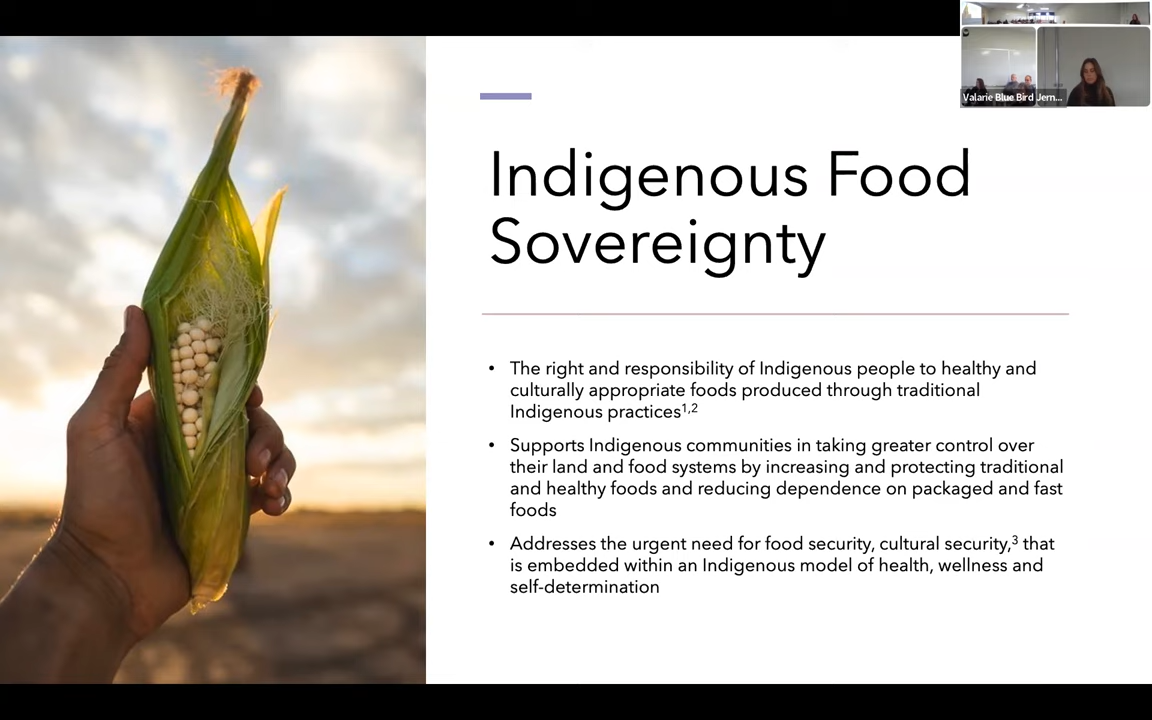 Valarie Blue Bird Jern...
Indigenous Food
Sovereignty
• The right and responsibility of Indigenous people to healthy and
culturally appropriate foods produced through traditional
Indigenous practices1,2
• Supports Indigenous communities in taking greater control over
their land and food systems by increasing and protecting traditional
and healthy foods and reducing dependence on packaged and fast
foods
• Addresses the urgent need for food security, cultural security,3 that
is embedded within an Indigenous model of health, wellness and
self-determination